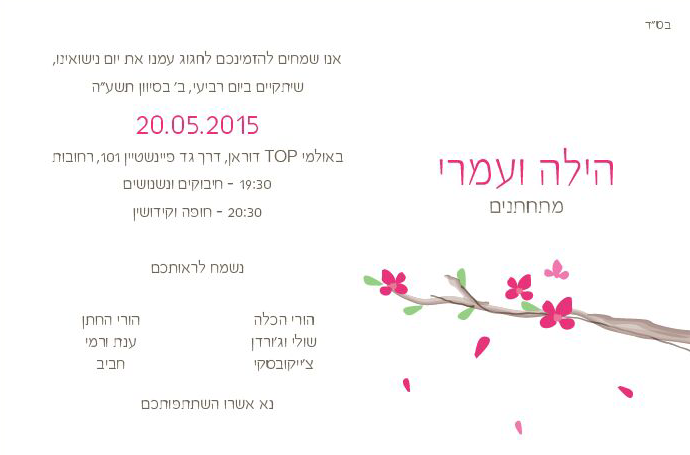 בס"ד
הילה ועמרי
מתחתנים
אנו שמחים להזמינכם לחגוג עמנו את יום נישואינו,
שיתקיים ביום רביעי, ב' בסיוון תשע"ה
20.05.2015
באולמי TOP דוראן, דרך גד פיינשטיין 101, רחובות
19:30 - חיבוקים ונשנושים
20:30 - חופה וקידושין
נשמח לראותכם
הורי הכלה
שולי וג'ורדן
צ'ייקובסקי
הורי החתן
ענת ורמי
חביב
נא אשרו השתתפותכם